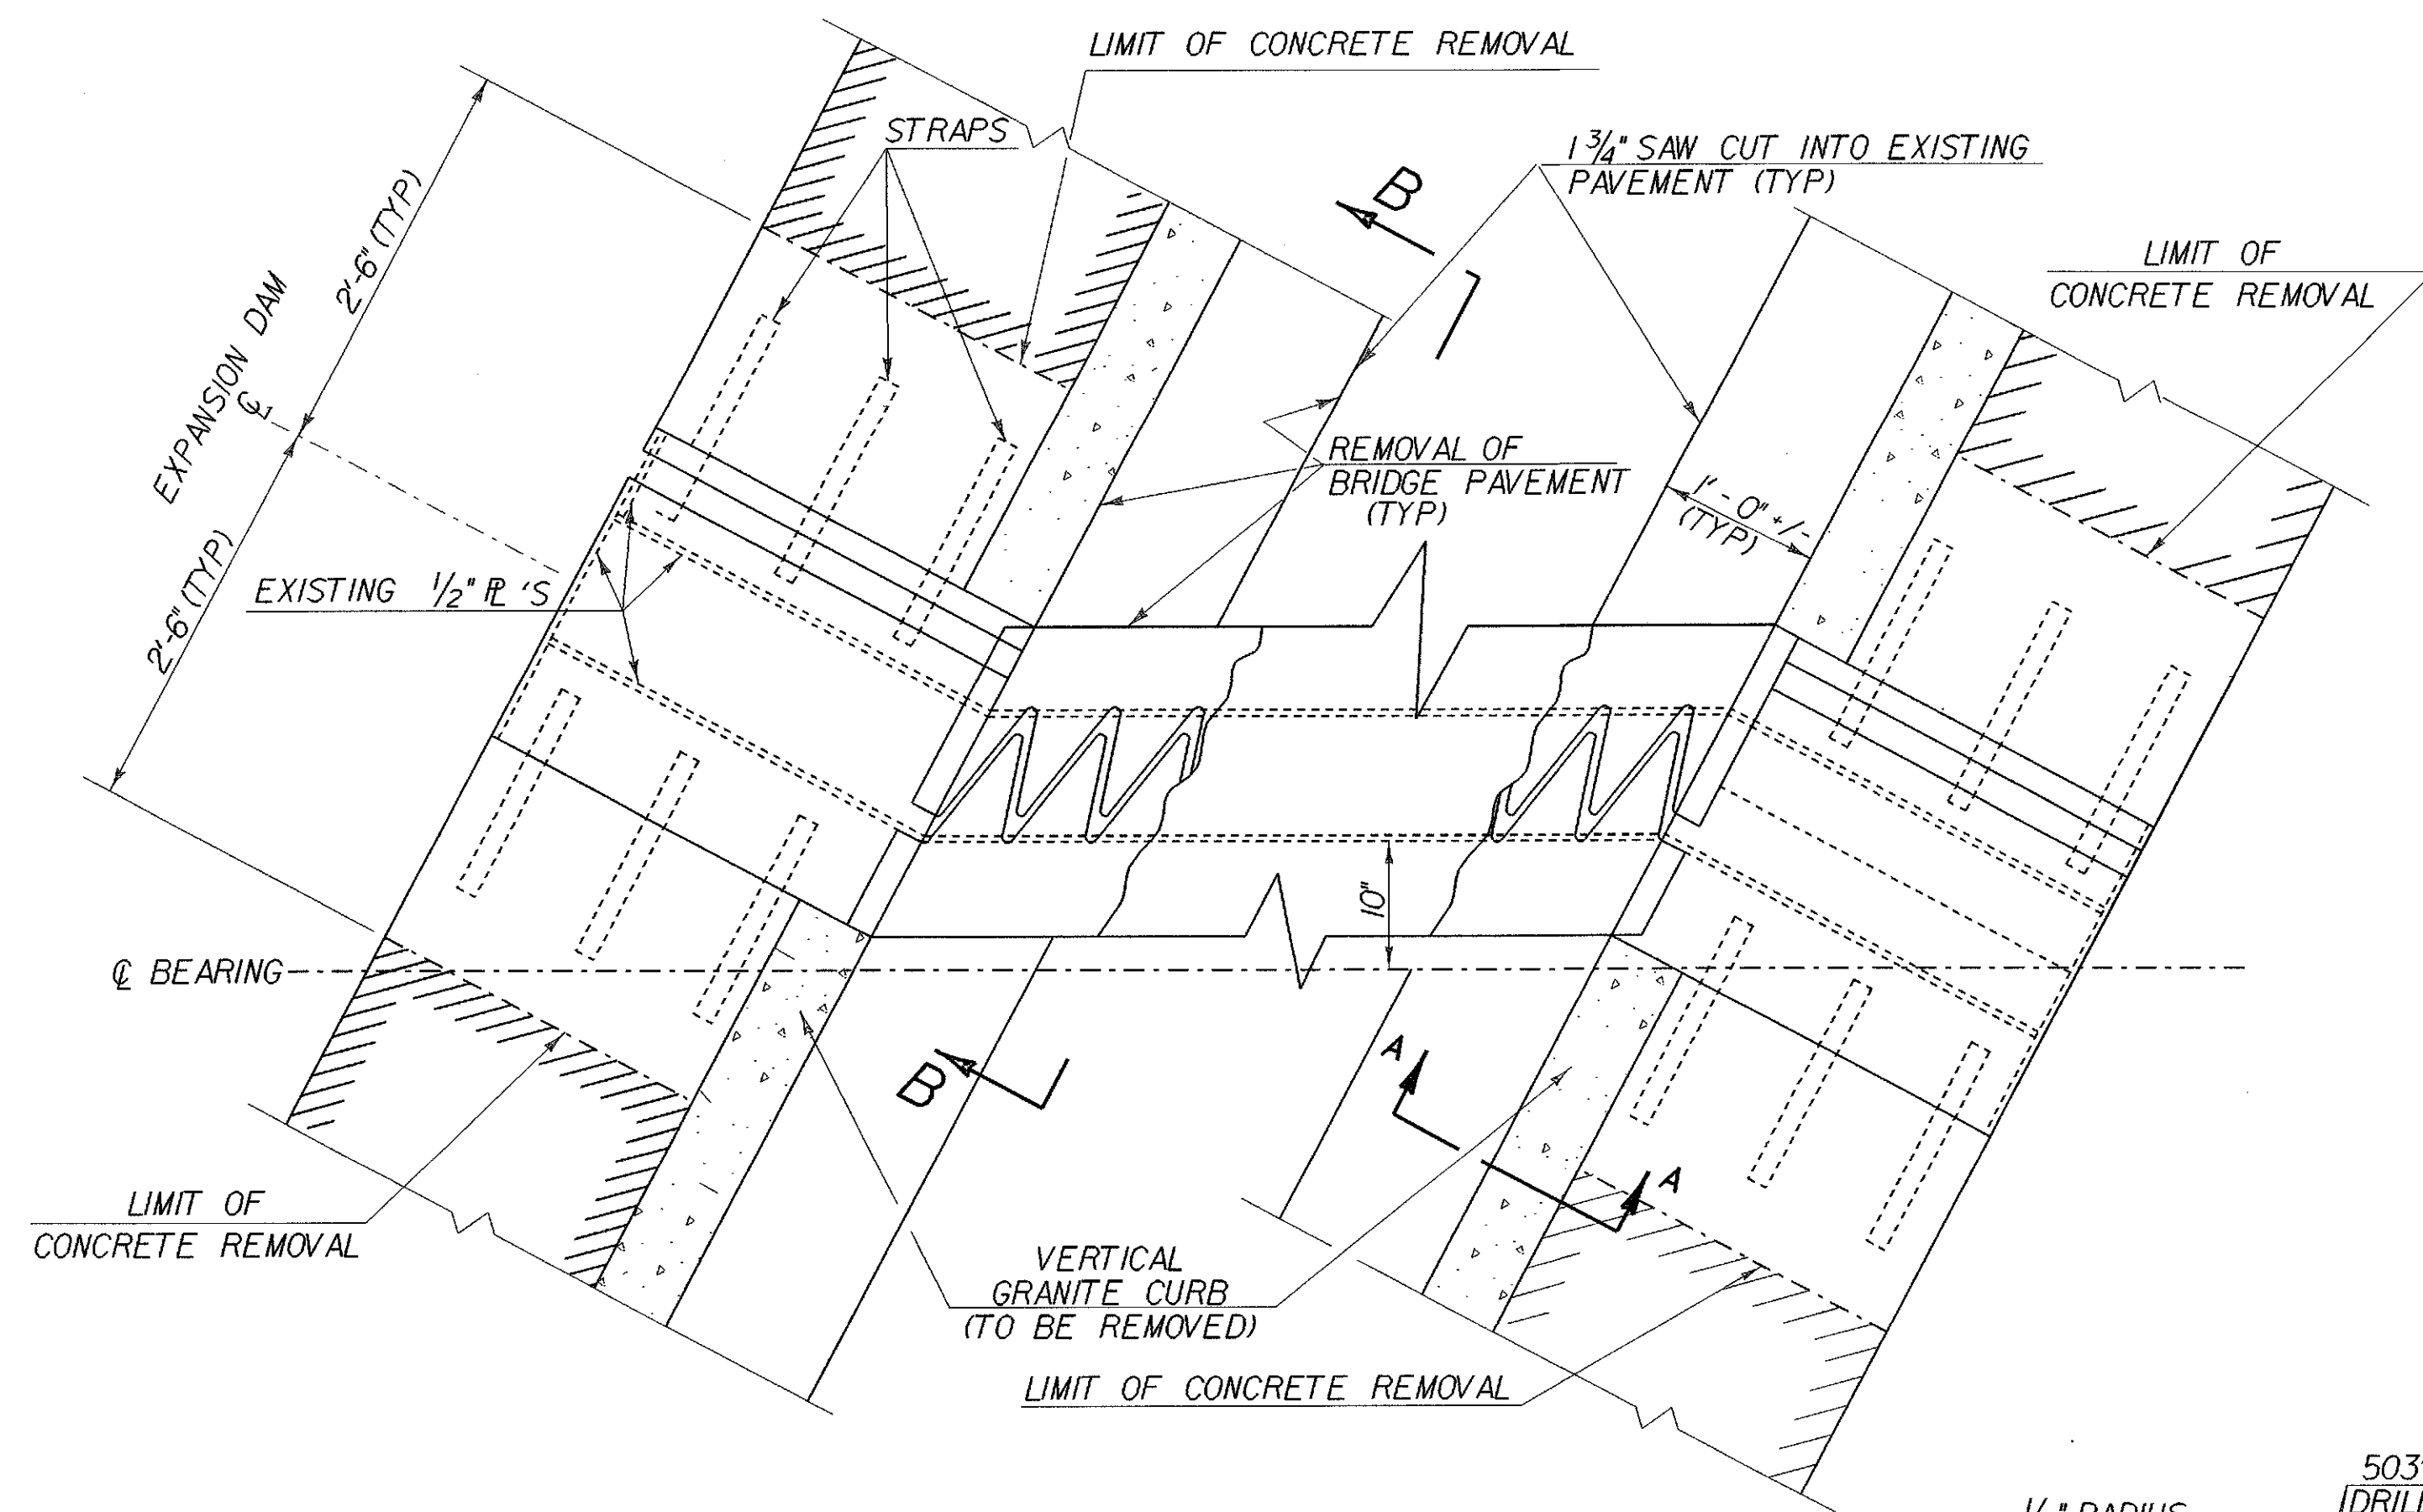 LIMIT OF CONCRETE REMOVAL
STRAPS
1 3/4" SAW CUT INTO EXISTING
PAVEMENT (TYP)
B
LIMIT OF
CONCRETE REMOVAL
2'-6" (TYP)
EXPANSION DAM
℄
REMOVAL OF
BRIDGE PAVEMENT
(TYP)
1'-0" +/-
(TYP)
EXISTING 1/2" ℄ 'S
2'-6" (TYP)
10"
℄ BEARING
B
A
A
LIMIT OF
CONCRETE REMOVAL
VERTICAL
GRANITE CURB
(TO BE REMOVED)
LIMIT OF CONCRETE REMOVAL